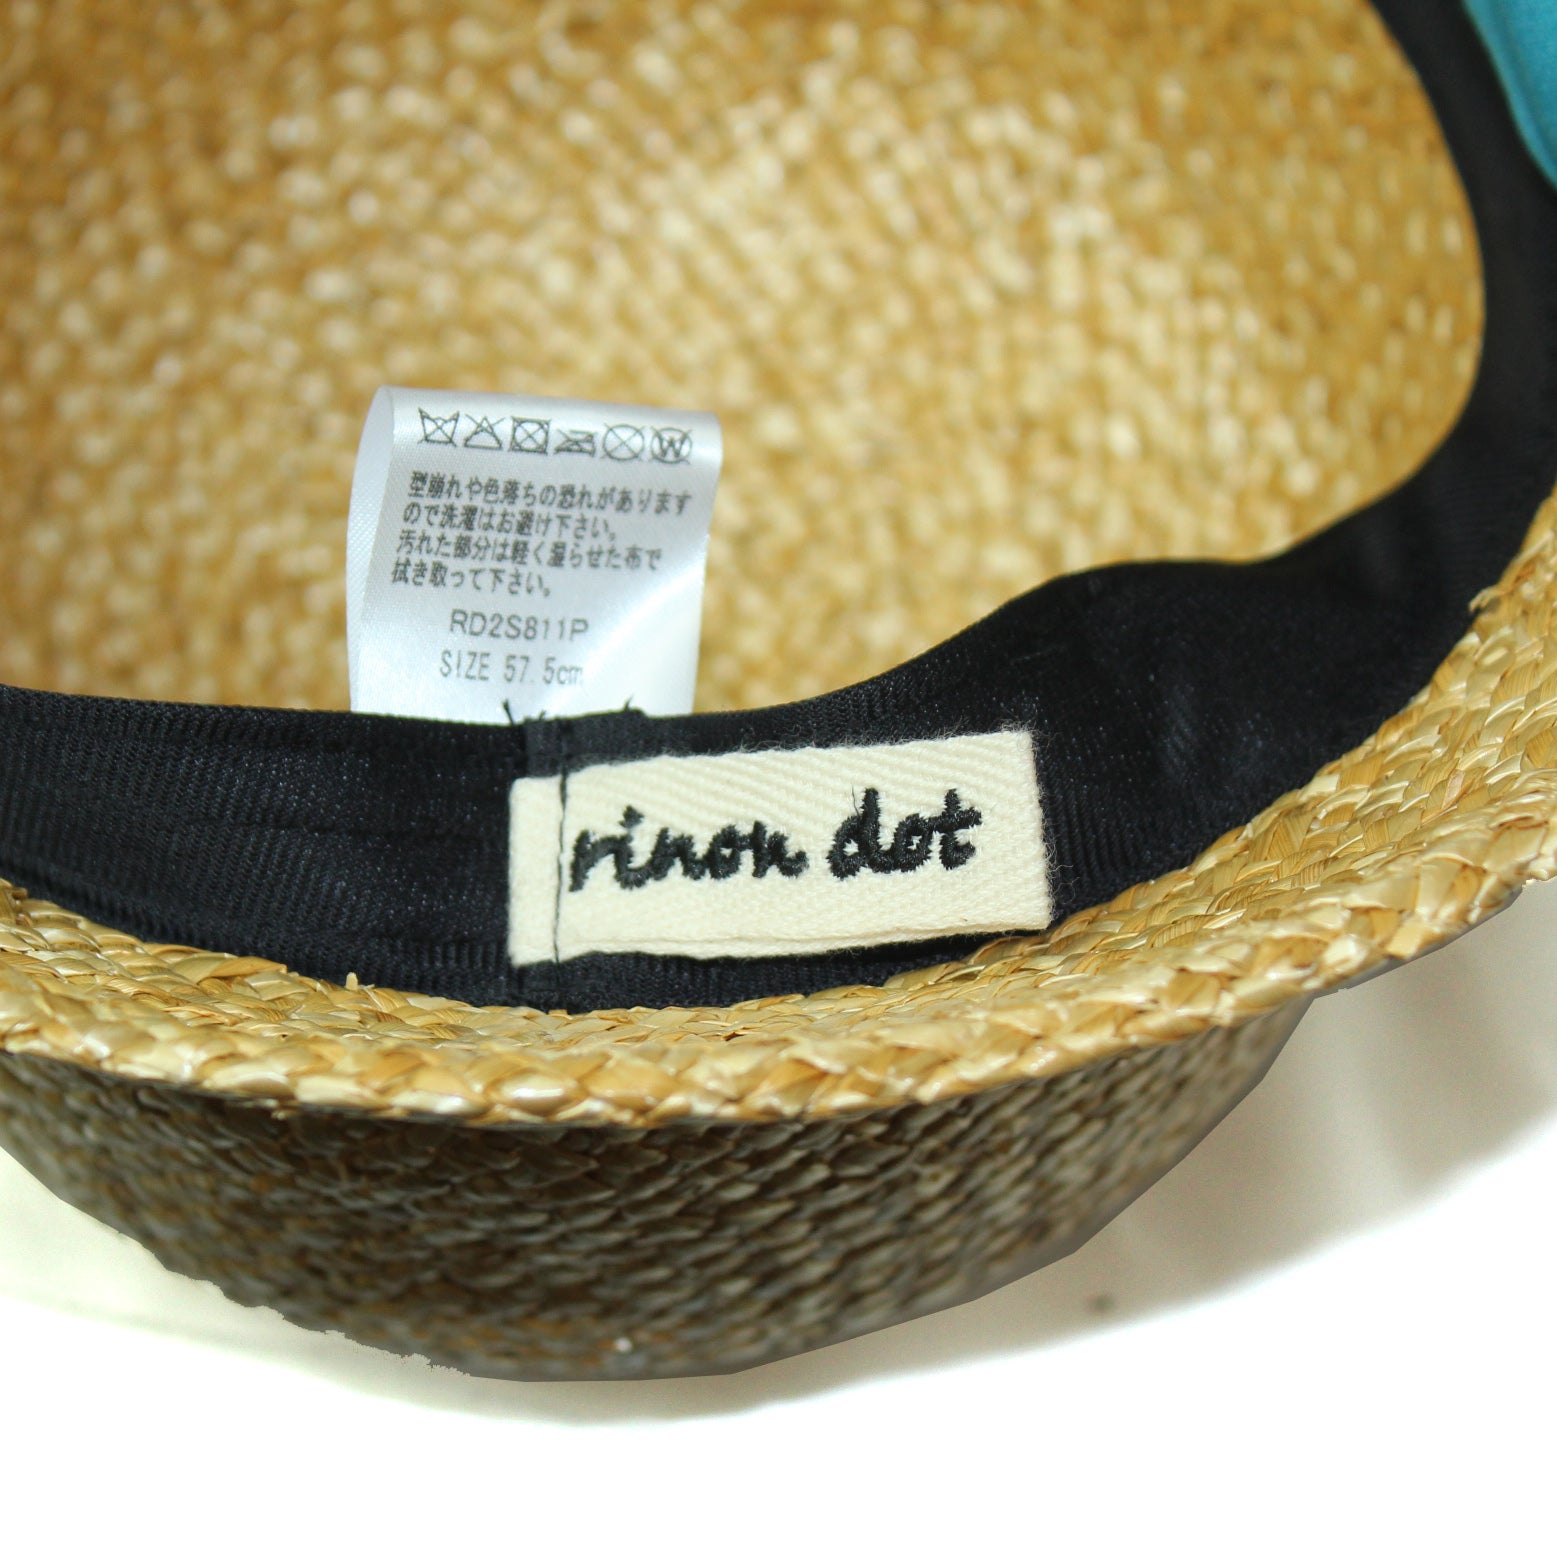 型崩れや色落ちの恐れがあります
ので洗濯はお避け下さい。
汚れた部分は軽く湿らせた布で
拭き取って下さい。
RD2S811P
SIZE 57.5cm
rinon dot